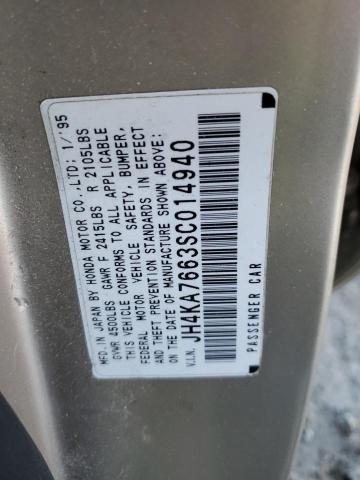 MFD. IN JAPAN BY HONDA MOTOR CO.,LTD; 1/'95
GVWR 4500LBS GAWR F 2415LBS R 2105LBS
THIS VEHICLE CONFORMS TO ALL APPLICABLE
FEDERAL MOTOR VEHICLE SAFETY, BUMPER,
THEFT PREVENTION STANDARDS IN EFFECT
ON THE DATE OF MANUFACTURE SHOWN ABOVE:
V.I.N. JH4KA7663SC014940
PASSENGER CAR